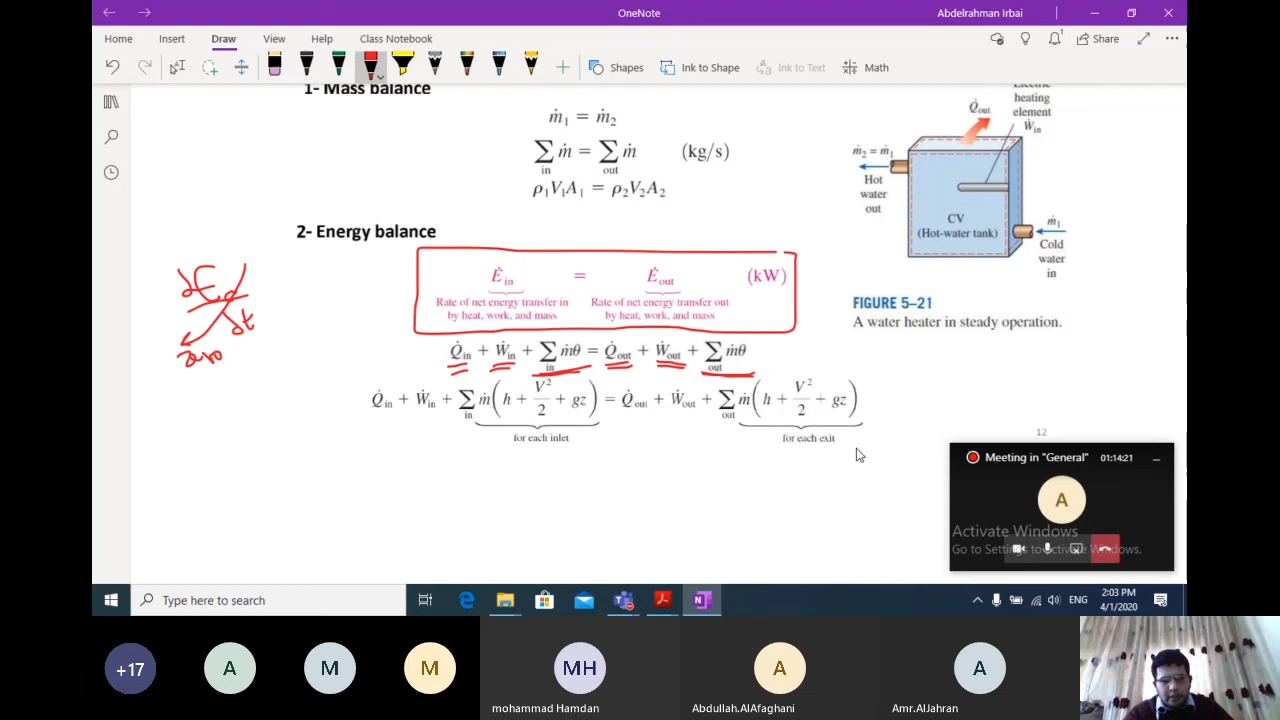 OneNote
Abdelrahman Irbai
Home Insert Draw View Help Class Notebook
Share
Shapes Ink to Shape Ink to Text Math
1- Mass balance
ṁ₁ = ṁ₂
∑in ṁ = ∑out ṁ (kg/s)
ρ₁V₁A₁ = ρ₂V₂A₂
2- Energy balance
Ėin = Ėout (kW)
Rate of net energy transfer in by heat, work, and mass
Rate of net energy transfer out by heat, work, and mass
Q̇in + Ẇin + ∑in ṁθ = Q̇out + Ẇout + ∑out ṁθ
Q̇in + Ẇin + ∑in ṁ(h + V²/2 + gz) = Q̇out + Ẇout + ∑out ṁ(h + V²/2 + gz)
for each inlet
for each exit
dt
zero
Q̇out
heating
element
Ẇin
ṁ₂ = ṁ₁
Hot
water
out
CV
(Hot-water tank)
ṁ₁
Cold
water
in
FIGURE 5–21
A water heater in steady operation.
12
Meeting in "General" 01:14:21
A
Activate Windows
Go to Settings to activate Windows.
Type here to search
ENG
2:03 PM
4/1/2020
+17 A M M MH A A
mohammad Hamdan
Abdullah.AlAfaghani
Amr.AlJahran